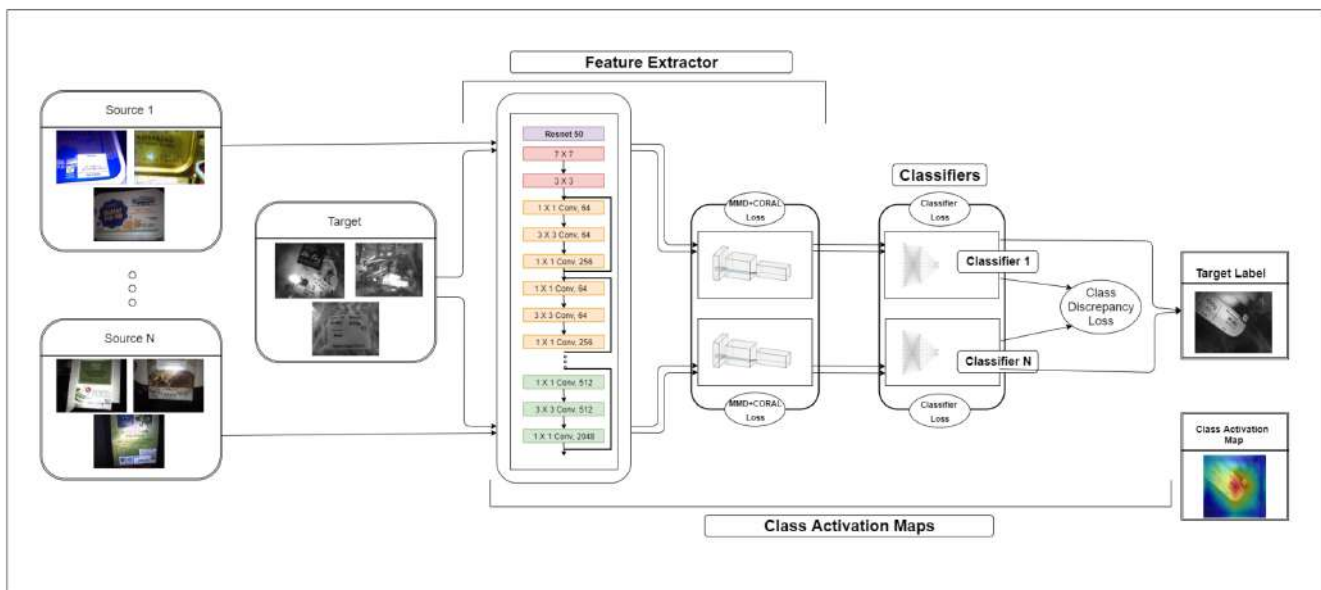 Feature Extractor
Source 1
Resnet 50
7 X 7
3 X 3
1 X 1 Conv, 64
3 X 3 Conv, 64
1 X 1 Conv, 256
1 X 1 Conv, 64
3 X 3 Conv, 64
1 X 1 Conv, 256
1 X 1 Conv, 512
3 X 3 Conv, 512
1 X 1 Conv, 2048
Target
Source N
MMD+CORAL
Loss
MMD+CORAL
Loss
Classifiers
Classifier
Loss
Classifier 1
Classifier N
Classifier
Loss
Class
Discrepancy
Loss
Target Label
Class Activation
Map
Class Activation Maps